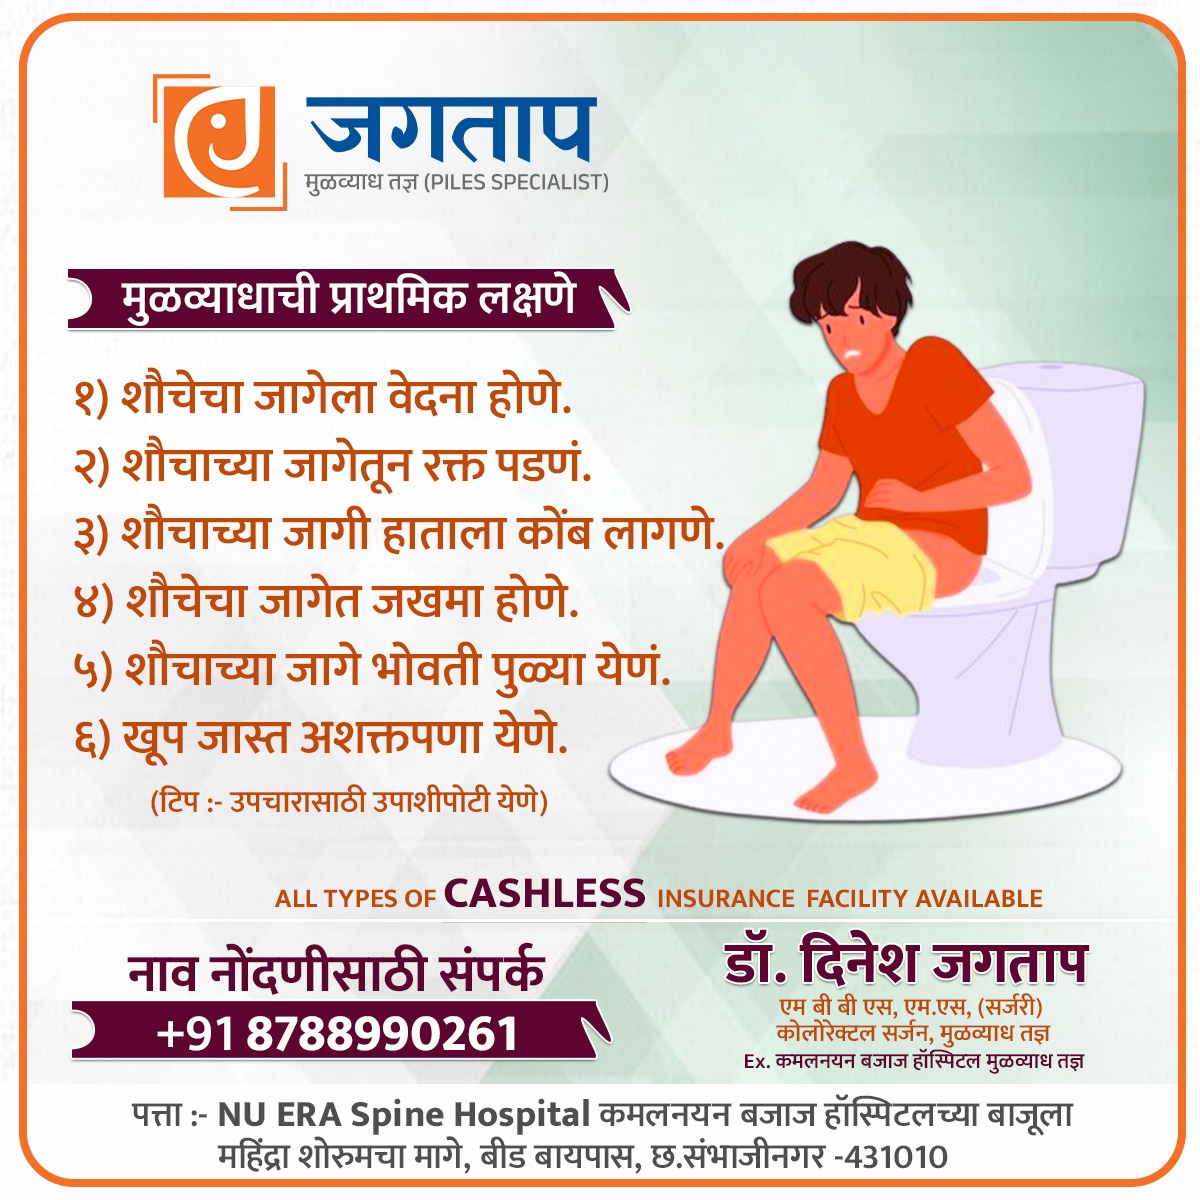 जगताप
मुळव्याध तज्ञ (PILES SPECIALIST)
मुळव्याधाची प्राथमिक लक्षणे
१) शौचेचा जागेला वेदना होणे.
२) शौचाच्या जागेतून रक्त पडणं.
३) शौचाच्या जागी हाताला कोंब लागणे.
४) शौचेचा जागेत जखमा होणे.
५) शौचाच्या जागे भोवती पुळ्या येणं.
६) खूप जास्त अशक्तपणा येणे.
(टिप :- उपचारासाठी उपाशीपोटी येणे)
ALL TYPES OF CASHLESS INSURANCE FACILITY AVAILABLE
नाव नोंदणीसाठी संपर्क
+91 8788990261
डॉ. दिनेश जगताप
एम बी बी एस, एम.एस, (सर्जरी)
कोलोरेक्टल सर्जन, मुळव्याध तज्ञ
Ex. कमलनयन बजाज हॉस्पिटल मुळव्याध तज्ञ
पत्ता :- NU ERA Spine Hospital कमलनयन बजाज हॉस्पिटलच्या बाजूला
महिंद्रा शोरुमचा मागे, बीड बायपास, छ.संभाजीनगर -431010